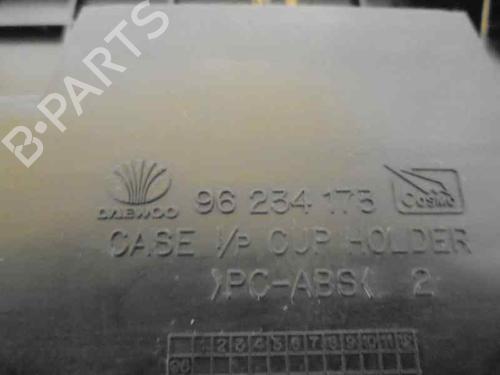 B-PARTS
DAEWOO 96 234 175 COSMO
CASE I/P CUP HOLDER
>PC-ABS< 2
1 2 3 4 5 6 7 8 9 10 11 12